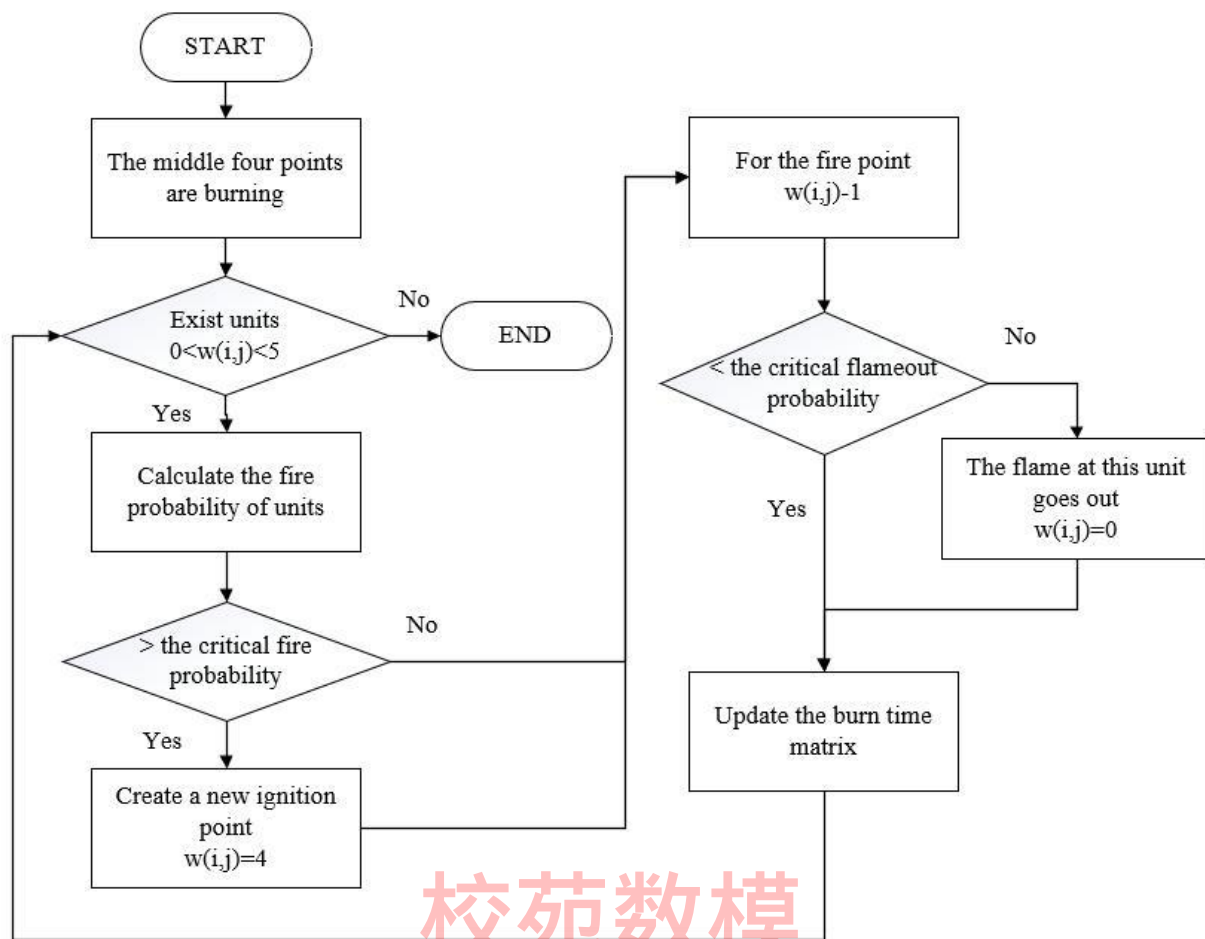 START
The middle four points
are burning
Exist units
0<w(i,j)<5
No
END
Yes
Calculate the fire
probability of units
> the critical fire
probability
No
Yes
Create a new ignition
point
w(i,j)=4
For the fire point
w(i,j)-1
< the critical flameout
probability
No
Yes
The flame at this unit
goes out
w(i,j)=0
Update the burn time
matrix
校苑数模